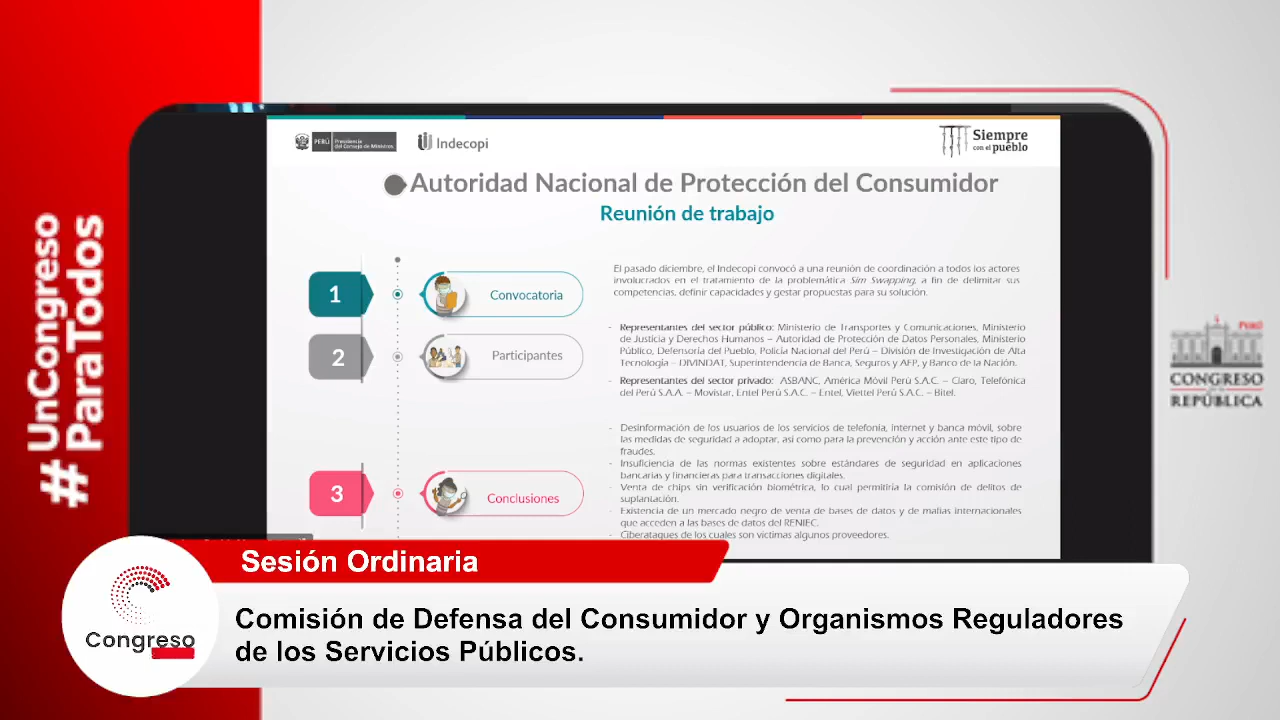 #UnCongreso
ParaTodos
PERÚ
Presidencia
del Consejo de Ministros
Indecopi
Siempre
con el pueblo
Autoridad Nacional de Protección del Consumidor
Reunión de trabajo
1
Convocatoria
El pasado diciembre, el Indecopi convocó a una reunión de coordinación a todos los actores
involucrados en el tratamiento de la problemática Sim Swapping, a fin de delimitar sus
competencias, definir capacidades y gestar propuestas para su solución.
2
Participantes
- Representantes del sector público: Ministerio de Transportes y Comunicaciones, Ministerio
de Justicia y Derechos Humanos – Autoridad de Protección de Datos Personales, Ministerio
Público, Defensoría del Pueblo, Policía Nacional del Perú – División de Investigación de Alta
Tecnología – DIVINDAT, Superintendencia de Banca, Seguros y AFP, y Banco de la Nación.
- Representantes del sector privado: ASBANC, América Móvil Perú S.A.C. – Claro, Telefónica
del Perú S.A.A. – Movistar, Entel Perú S.A.C. – Entel, Viettel Perú S.A.C. – Bitel.
3
Conclusiones
- Desinformación de los usuarios de los servicios de telefonía, internet y banca móvil, sobre
las medidas de seguridad a adoptar, así como para la prevención y acción ante este tipo de
fraudes.
- Insuficiencia de las normas existentes sobre estándares de seguridad en aplicaciones
bancarias y financieras para transacciones digitales.
- Venta de chips sin verificación biométrica, lo cual permitiría la comisión de delitos de
suplantación.
- Existencia de un mercado negro de venta de bases de datos y de mafias internacionales
que acceden a las bases de datos del RENIEC.
- Ciberataques de los cuales son víctimas algunos proveedores.
PERÚ
CONGRESO
REPÚBLICA
Congreso
Sesión Ordinaria
Comisión de Defensa del Consumidor y Organismos Reguladores
de los Servicios Públicos.